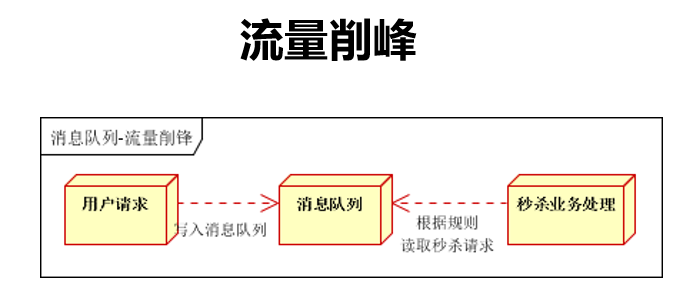 流量削峰
消息队列-流量削锋
用户请求
消息队列
秒杀业务处理
写入消息队列
根据规则
读取秒杀请求